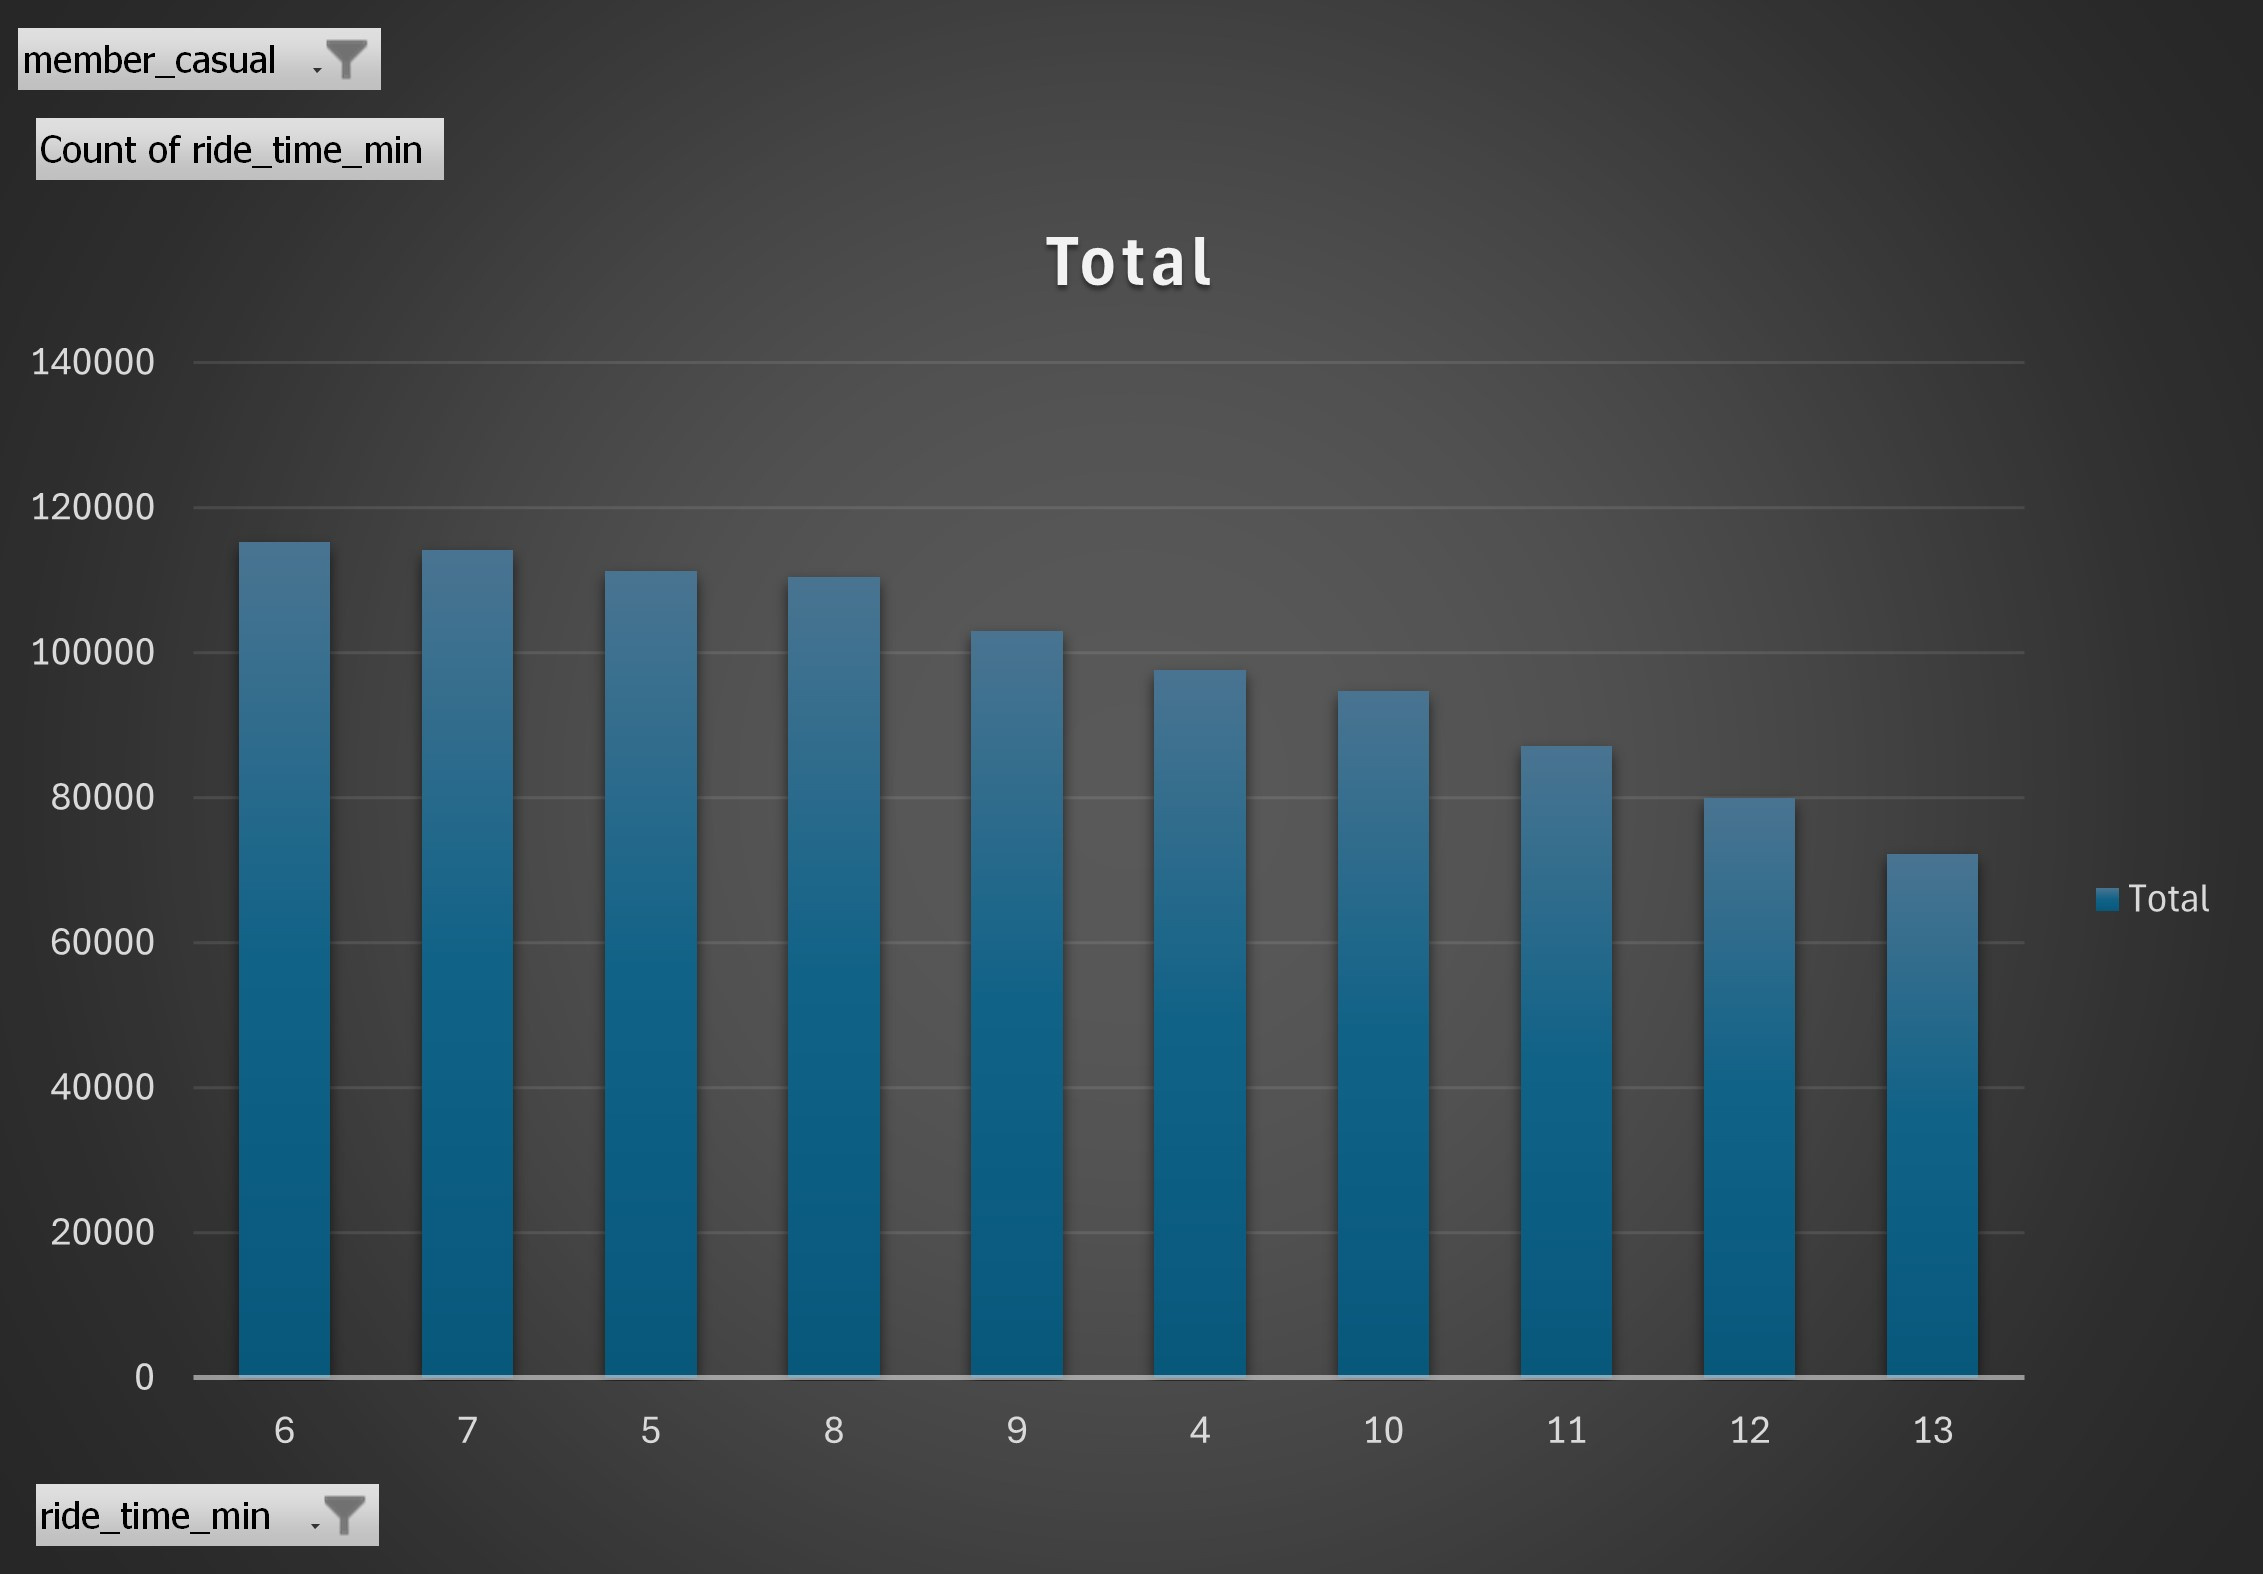 member_casual
Count of ride_time_min
Total
140000
120000
100000
80000
60000
40000
20000
0
6 7 5 8 9 4 10 11 12 13
Total
ride_time_min